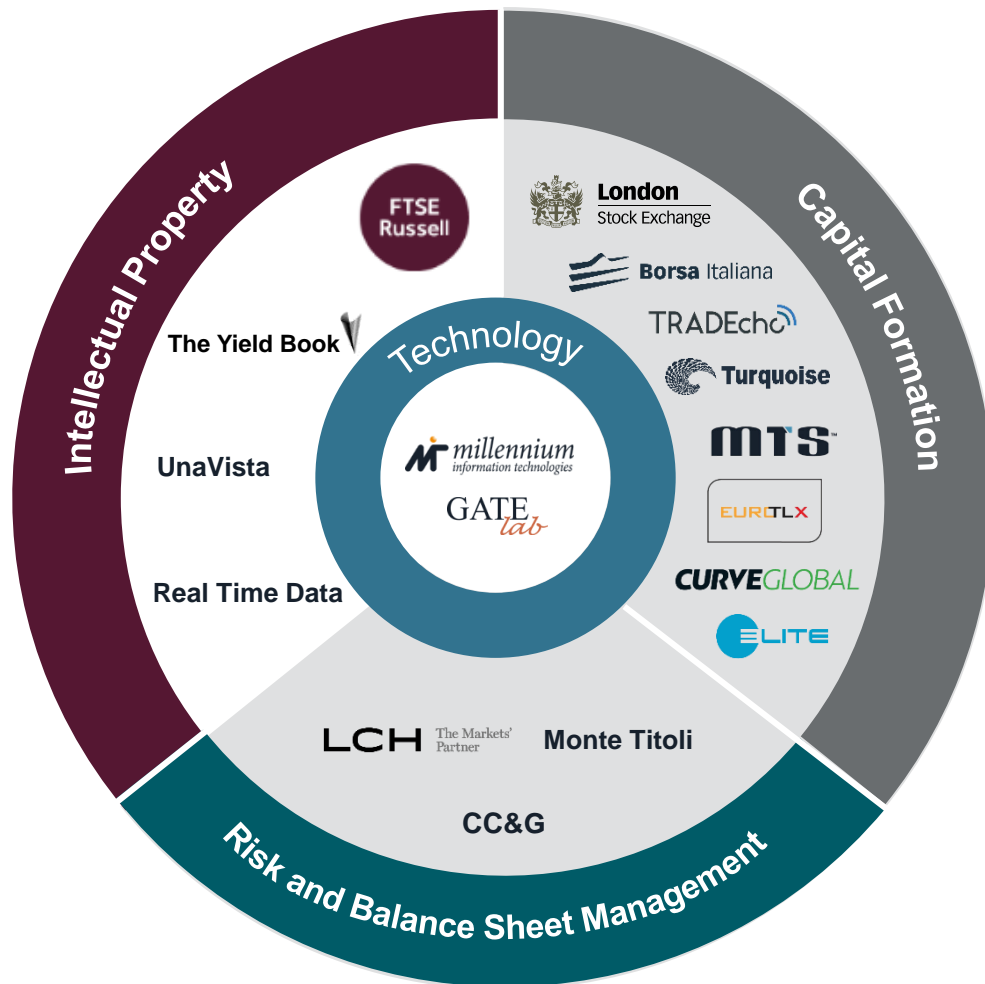 Intellectual Property
FTSE
Russell
The Yield Book
UnaVista
Real Time Data
Capital Formation
London
Stock Exchange
Borsa Italiana
TRADEcho
Turquoise
MTS™
EUROTLX
CURVEGLOBAL
ELITE
Technology
millennium
information technologies
GATE
lab
LCH The Markets'
Partner
Monte Titoli
CC&G
Risk and Balance Sheet Management